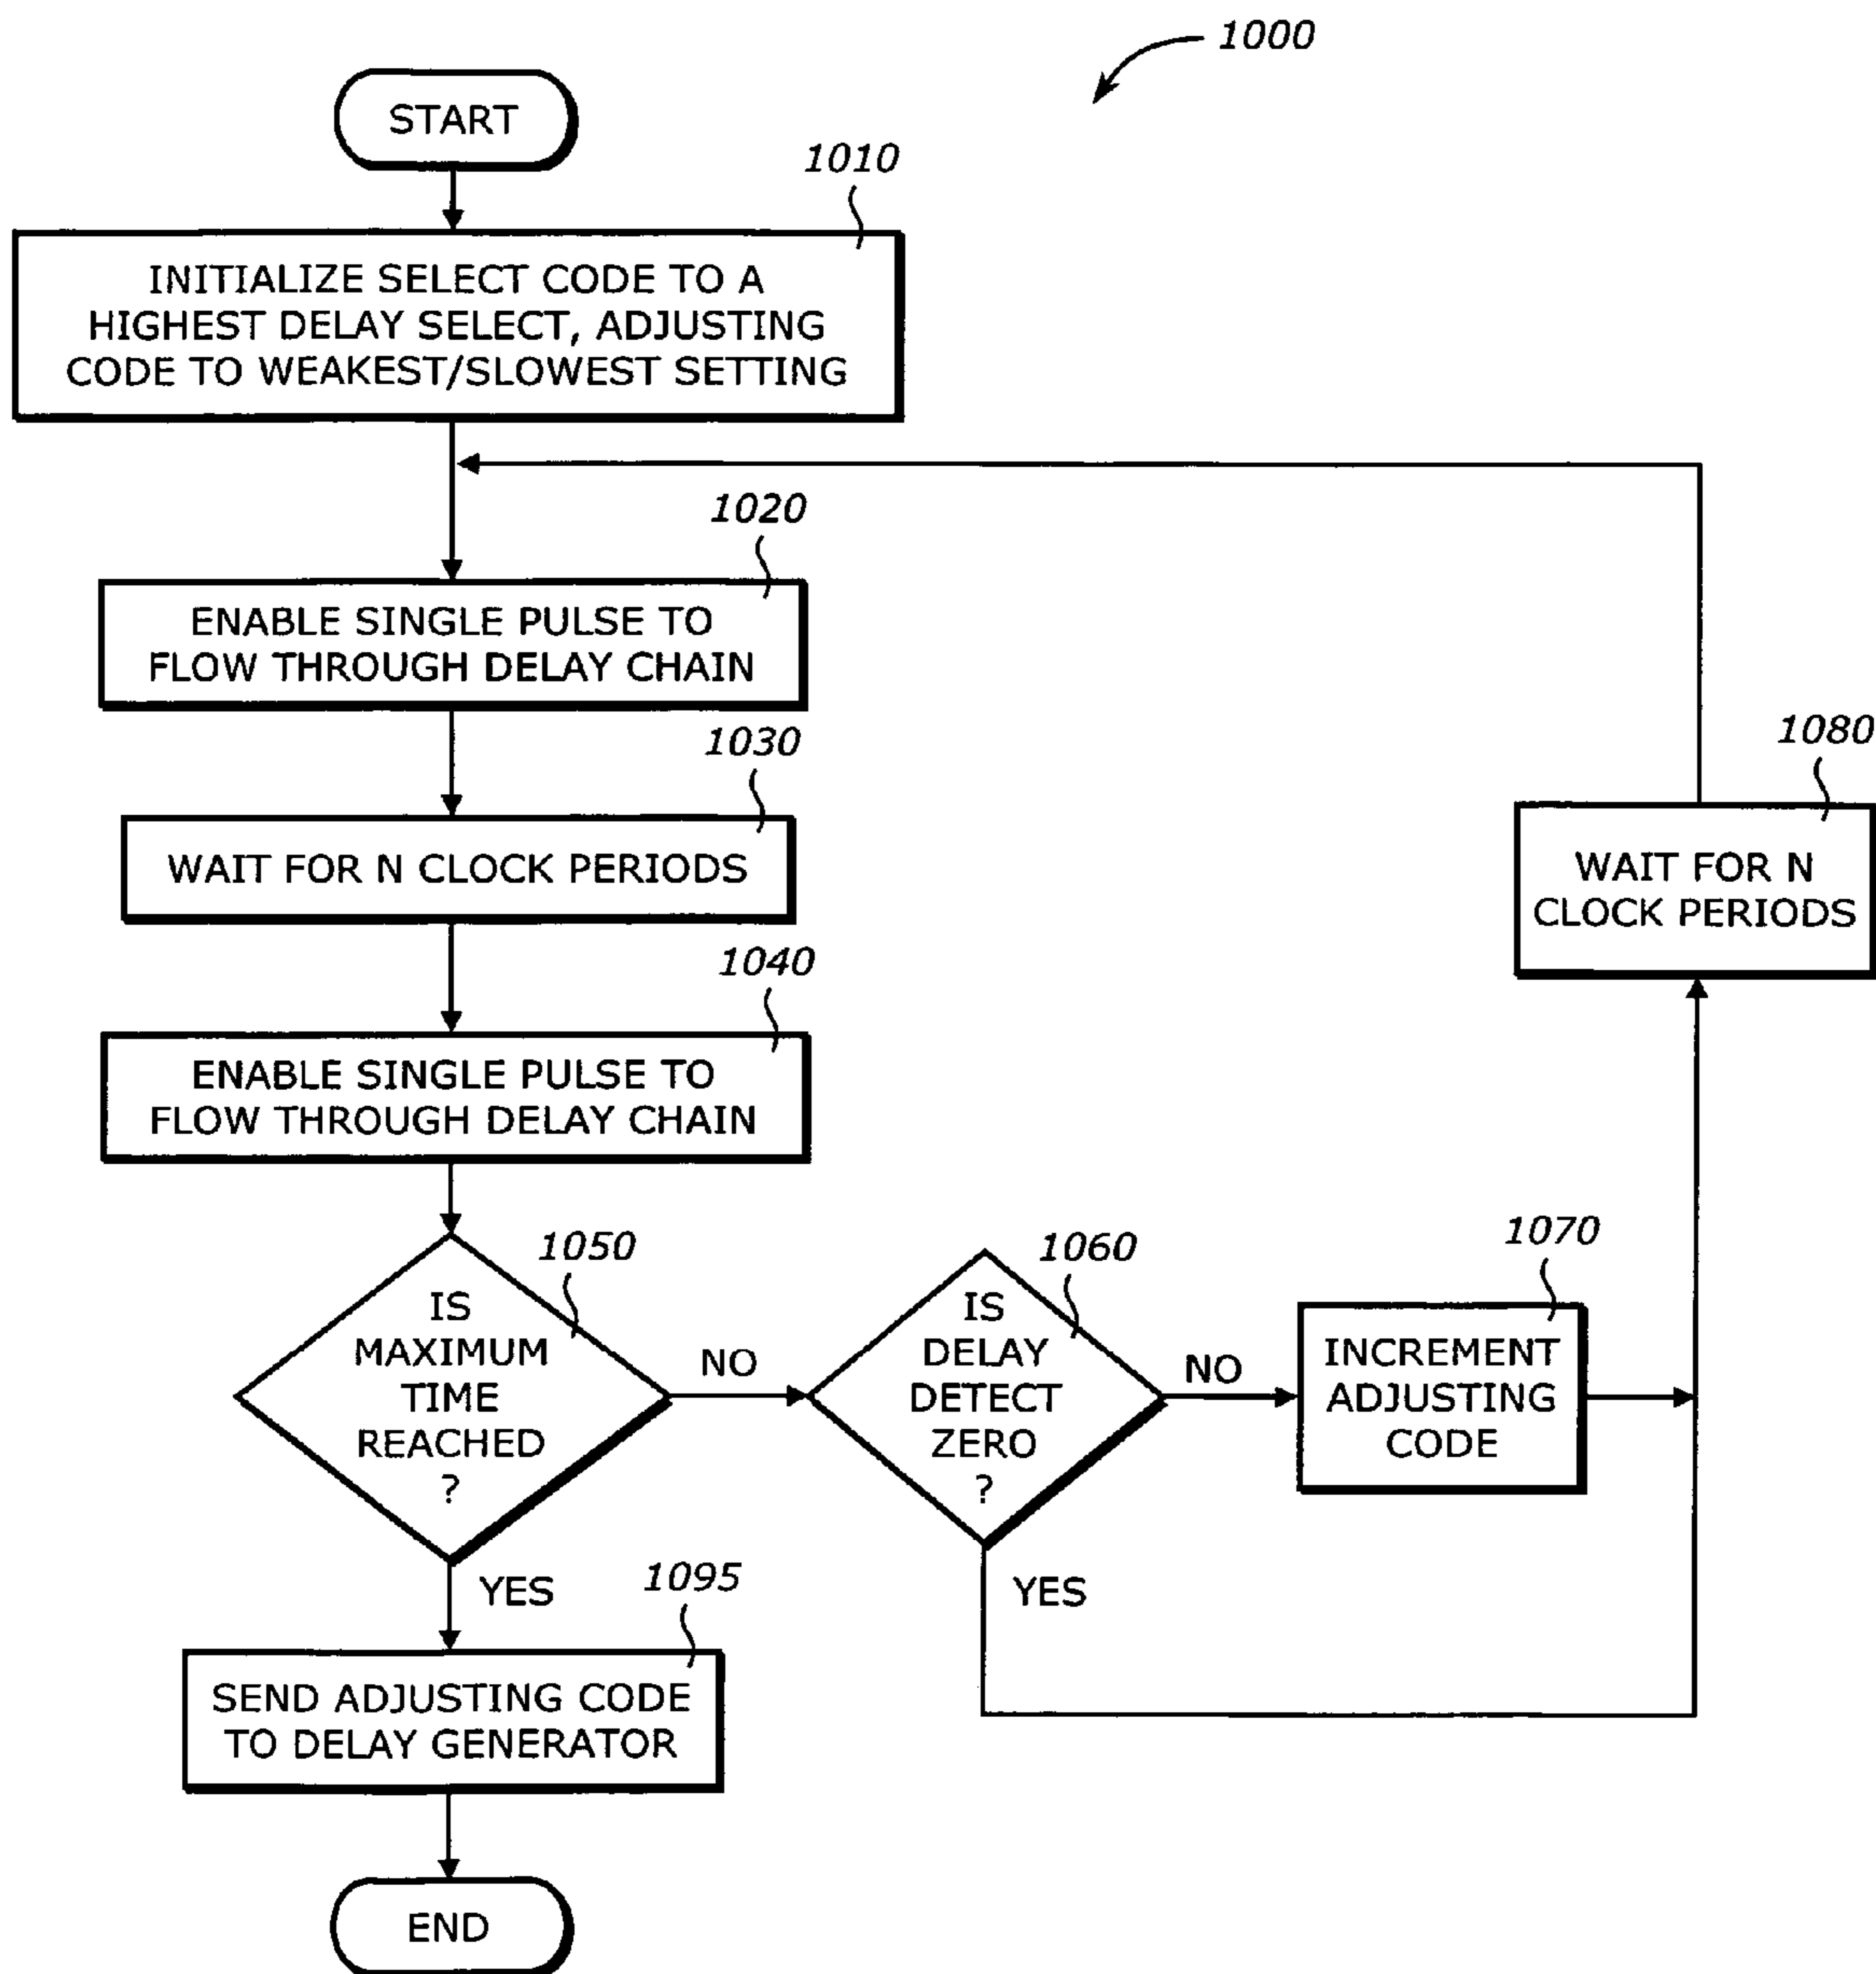 1000
START
1010
INITIALIZE SELECT CODE TO A
HIGHEST DELAY SELECT, ADJUSTING
CODE TO WEAKEST/SLOWEST SETTING
1020
ENABLE SINGLE PULSE TO
FLOW THROUGH DELAY CHAIN
1030
WAIT FOR N CLOCK PERIODS
1080
WAIT FOR N
CLOCK PERIODS
1040
ENABLE SINGLE PULSE TO
FLOW THROUGH DELAY CHAIN
1050
IS
MAXIMUM
TIME
REACHED
?
NO
1060
IS
DELAY
DETECT
ZERO
?
NO
1070
INCREMENT
ADJUSTING
CODE
YES
YES
1095
SEND ADJUSTING CODE
TO DELAY GENERATOR
END